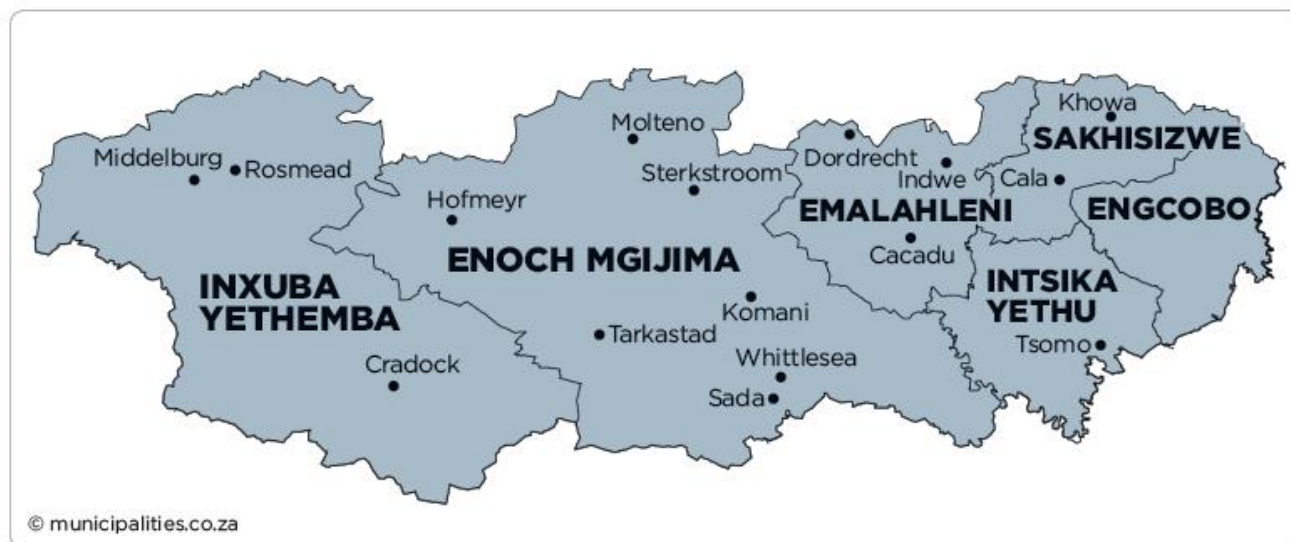 Khowa
Molteno
SAKHISIZWE
Middelburg
Rosmead
Dordrecht
Sterkstroom
Indwe
Cala
Hofmeyr
EMALAHLENI
ENGCOBO
Cacadu
ENOCH MGIJIMA
INXUBA
YETHEMBA
INTSIKA
YETHU
Komani
Tarkastad
Tsomo
Whittlesea
Cradock
Sada
© municipalities.co.za